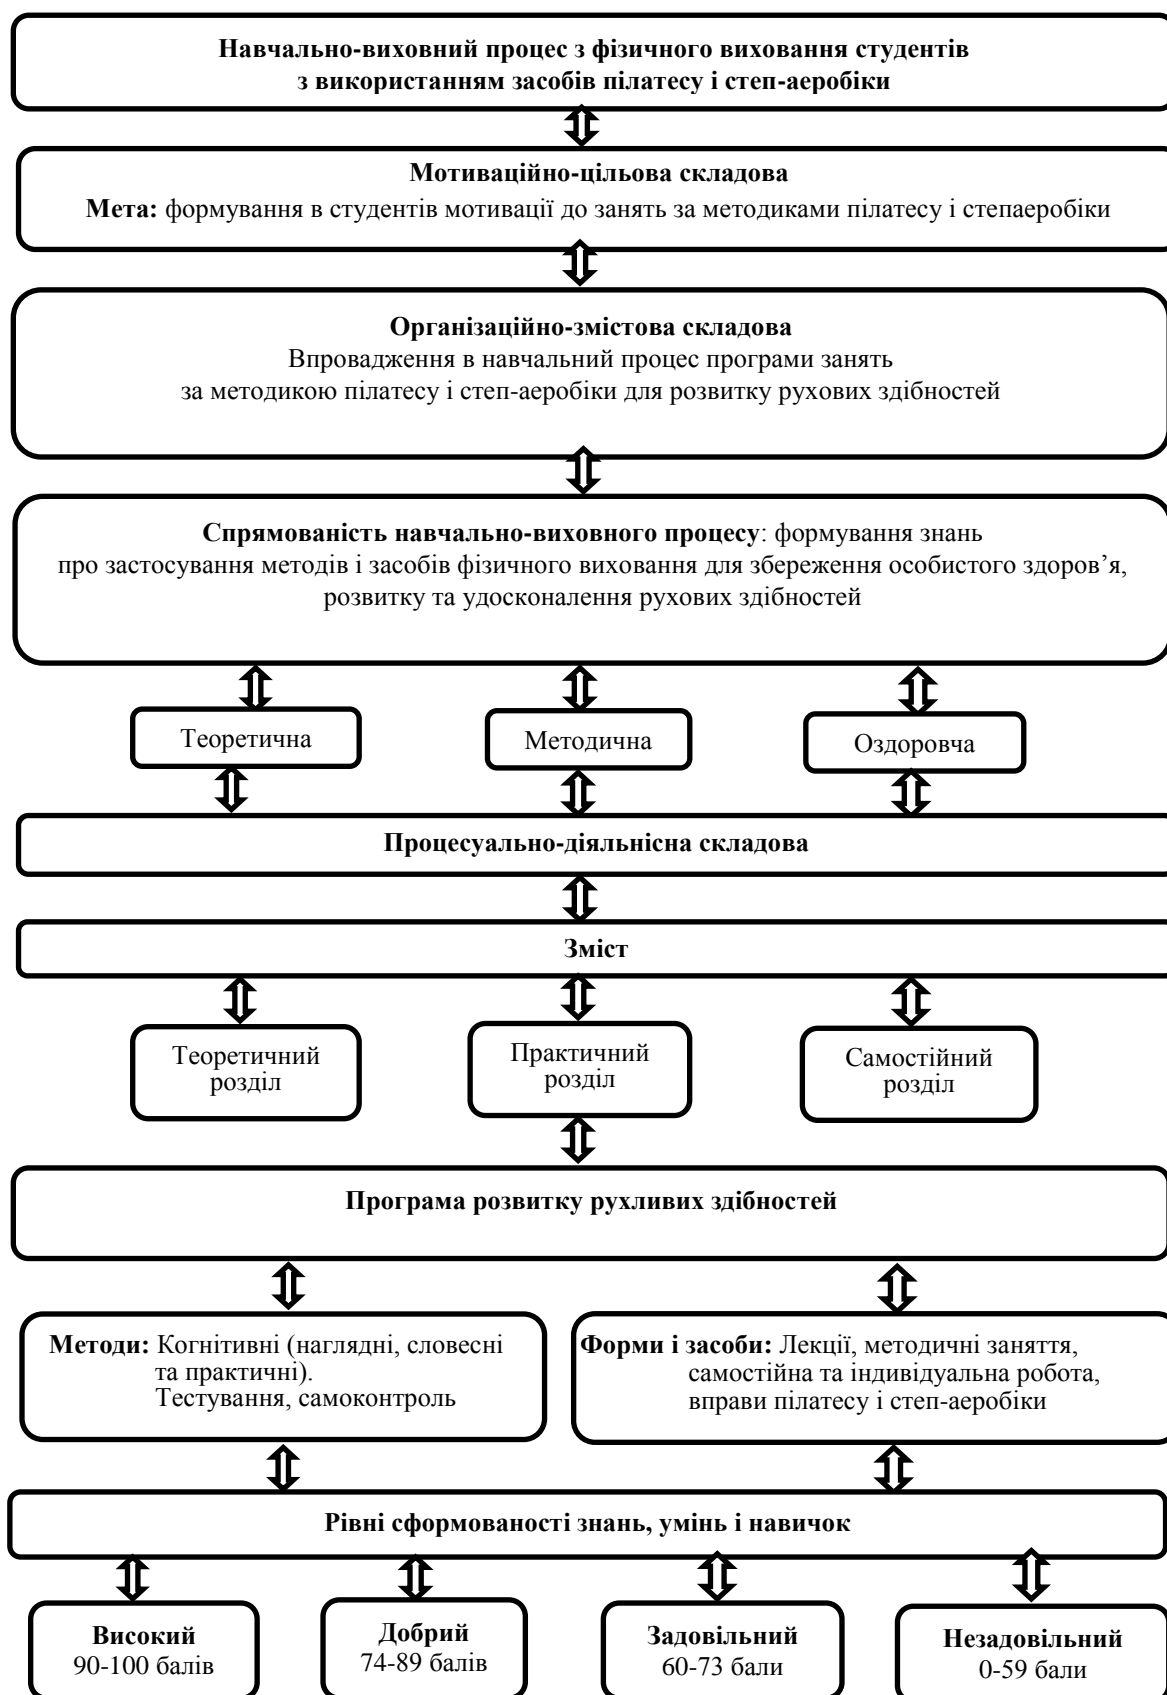 Навчально-виховний процес з фізичного виховання студентів
з використанням засобів пілатесу і степ-аеробіки
Мотиваційно-цільова складова
Мета: формування в студентів мотивації до занять за методиками пілатесу і степаеробіки
Організаційно-змістова складова
Впровадження в навчальний процес програми занять
за методикою пілатесу і степ-аеробіки для розвитку рухових здібностей
Спрямованість навчально-виховного процесу: формування знань
про застосування методів і засобів фізичного виховання для збереження особистого здоров’я,
розвитку та удосконалення рухових здібностей
Теоретична
Методична
Оздоровча
Процесуально-діяльнісна складова
Зміст
Теоретичний
розділ
Практичний
розділ
Самостійний
розділ
Програма розвитку рухливих здібностей
Методи: Когнітивні (наглядні, словесні
та практичні).
Тестування, самоконтроль
Форми і засоби: Лекції, методичні заняття,
самостійна та індивідуальна робота,
вправи пілатесу і степ-аеробіки
Рівні сформованості знань, умінь і навичок
Високий
90-100 балів
Добрий
74-89 балів
Задовільний
60-73 бали
Незадовільний
0-59 бали